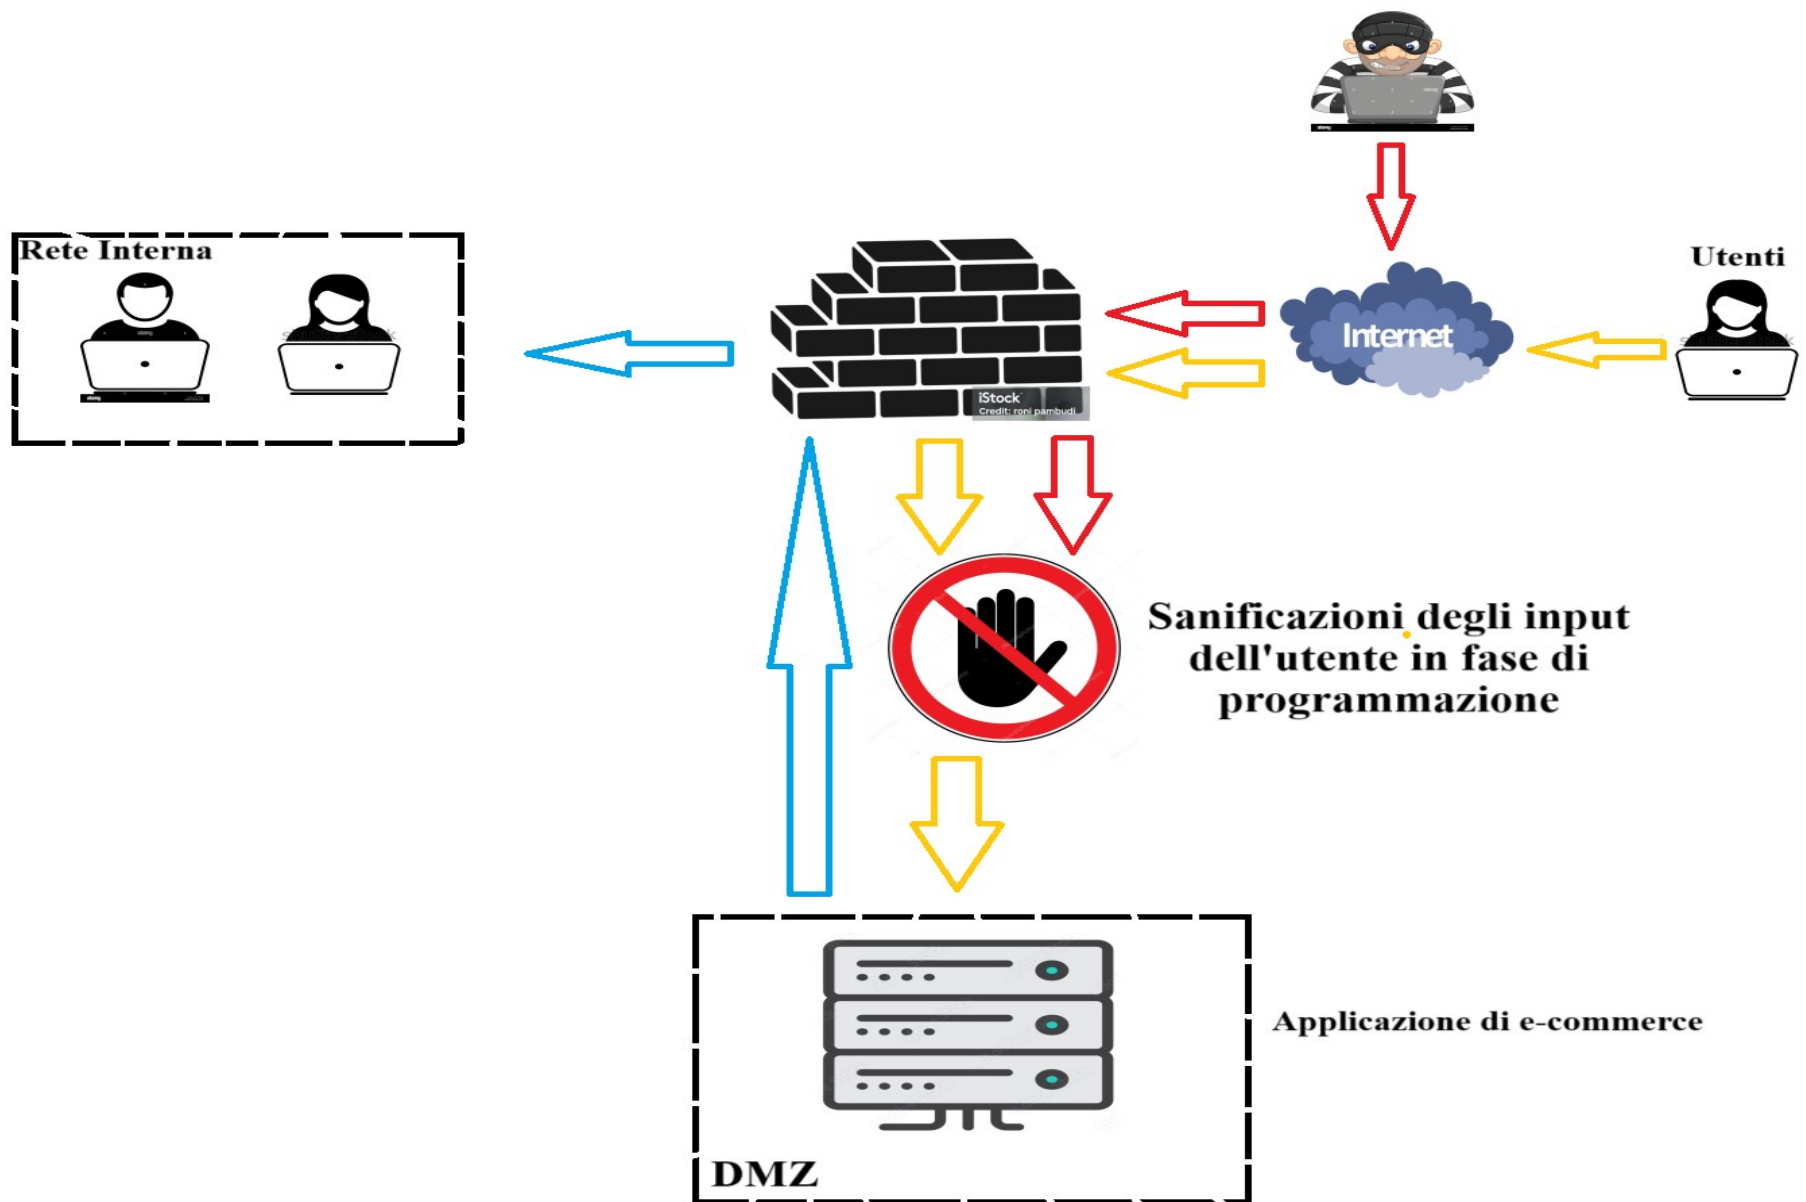 Rete Interna
Utenti
Internet
iStock
Credit: roni pambudi
Sanificazioni degli input
dell'utente in fase di
programmazione
Applicazione di e-commerce
DMZ